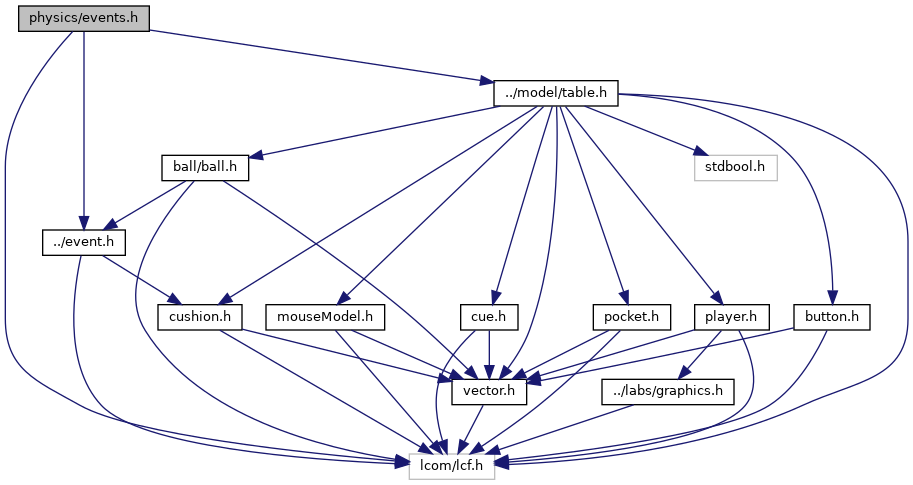 physics/events.h
../model/table.h
ball/ball.h
stdbool.h
../event.h
cushion.h
mouseModel.h
cue.h
pocket.h
player.h
button.h
vector.h
../labs/graphics.h
lcom/lcf.h